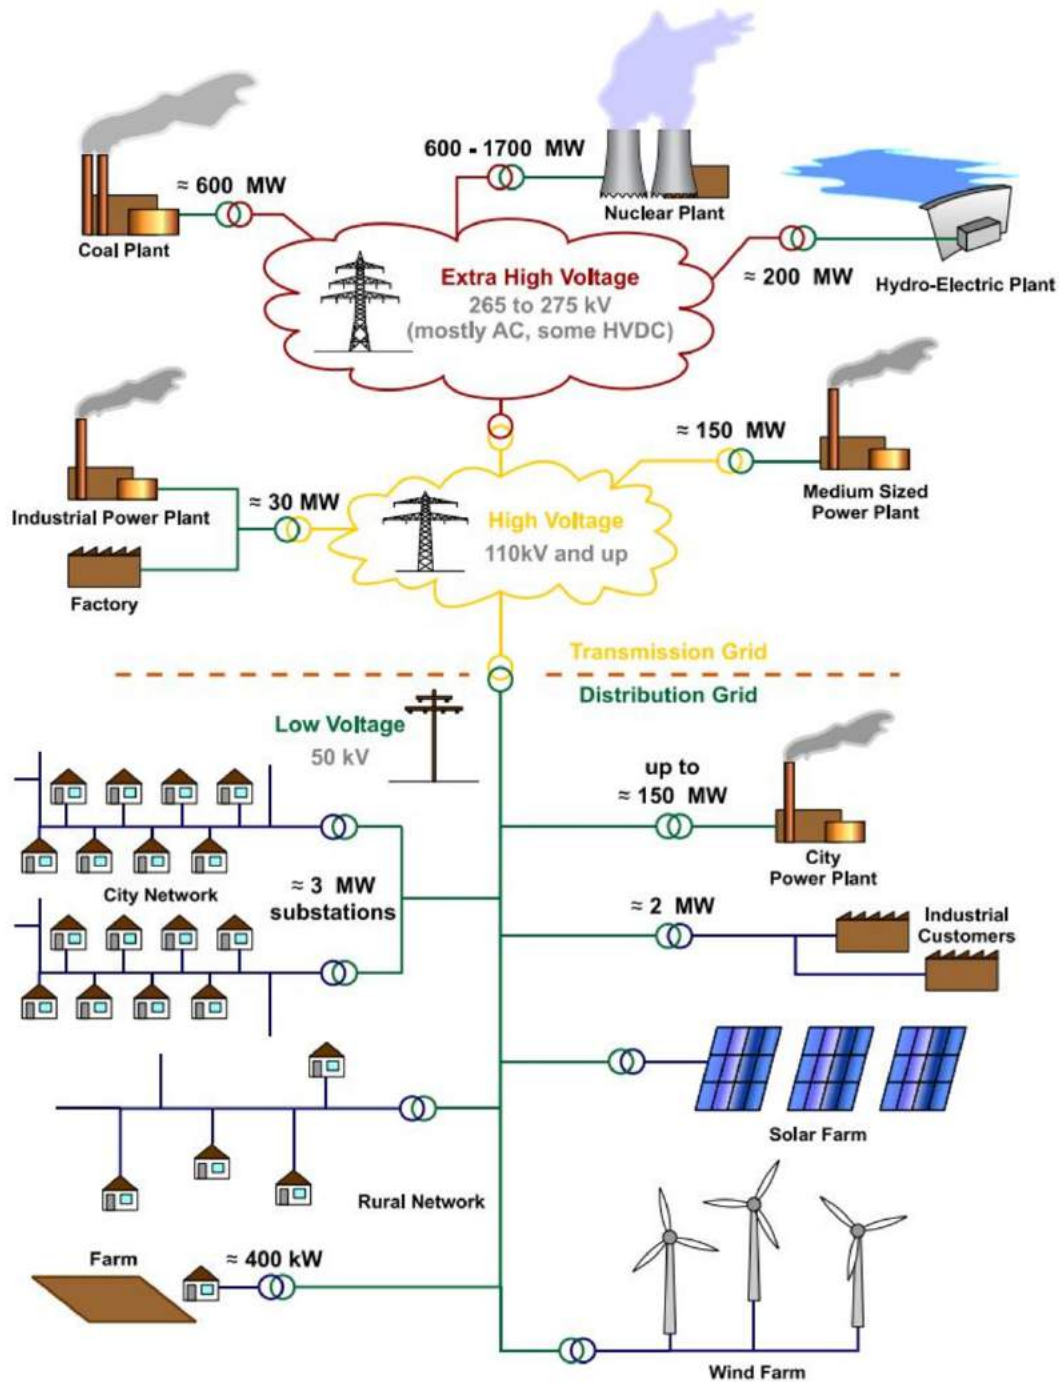 600 - 1700 MW
≈ 600 MW
Nuclear Plant
Coal Plant
Extra High Voltage
265 to 275 kV
(mostly AC, some HVDC)
≈ 200 MW
Hydro-Electric Plant
≈ 150 MW
Medium Sized
Power Plant
≈ 30 MW
Industrial Power Plant
High Voltage
110kV and up
Factory
Transmission Grid
Distribution Grid
Low Voltage
50 kV
up to
≈ 150 MW
City
Power Plant
City Network
≈ 3 MW
substations
≈ 2 MW
Industrial
Customers
Solar Farm
Rural Network
Farm
≈ 400 kW
Wind Farm